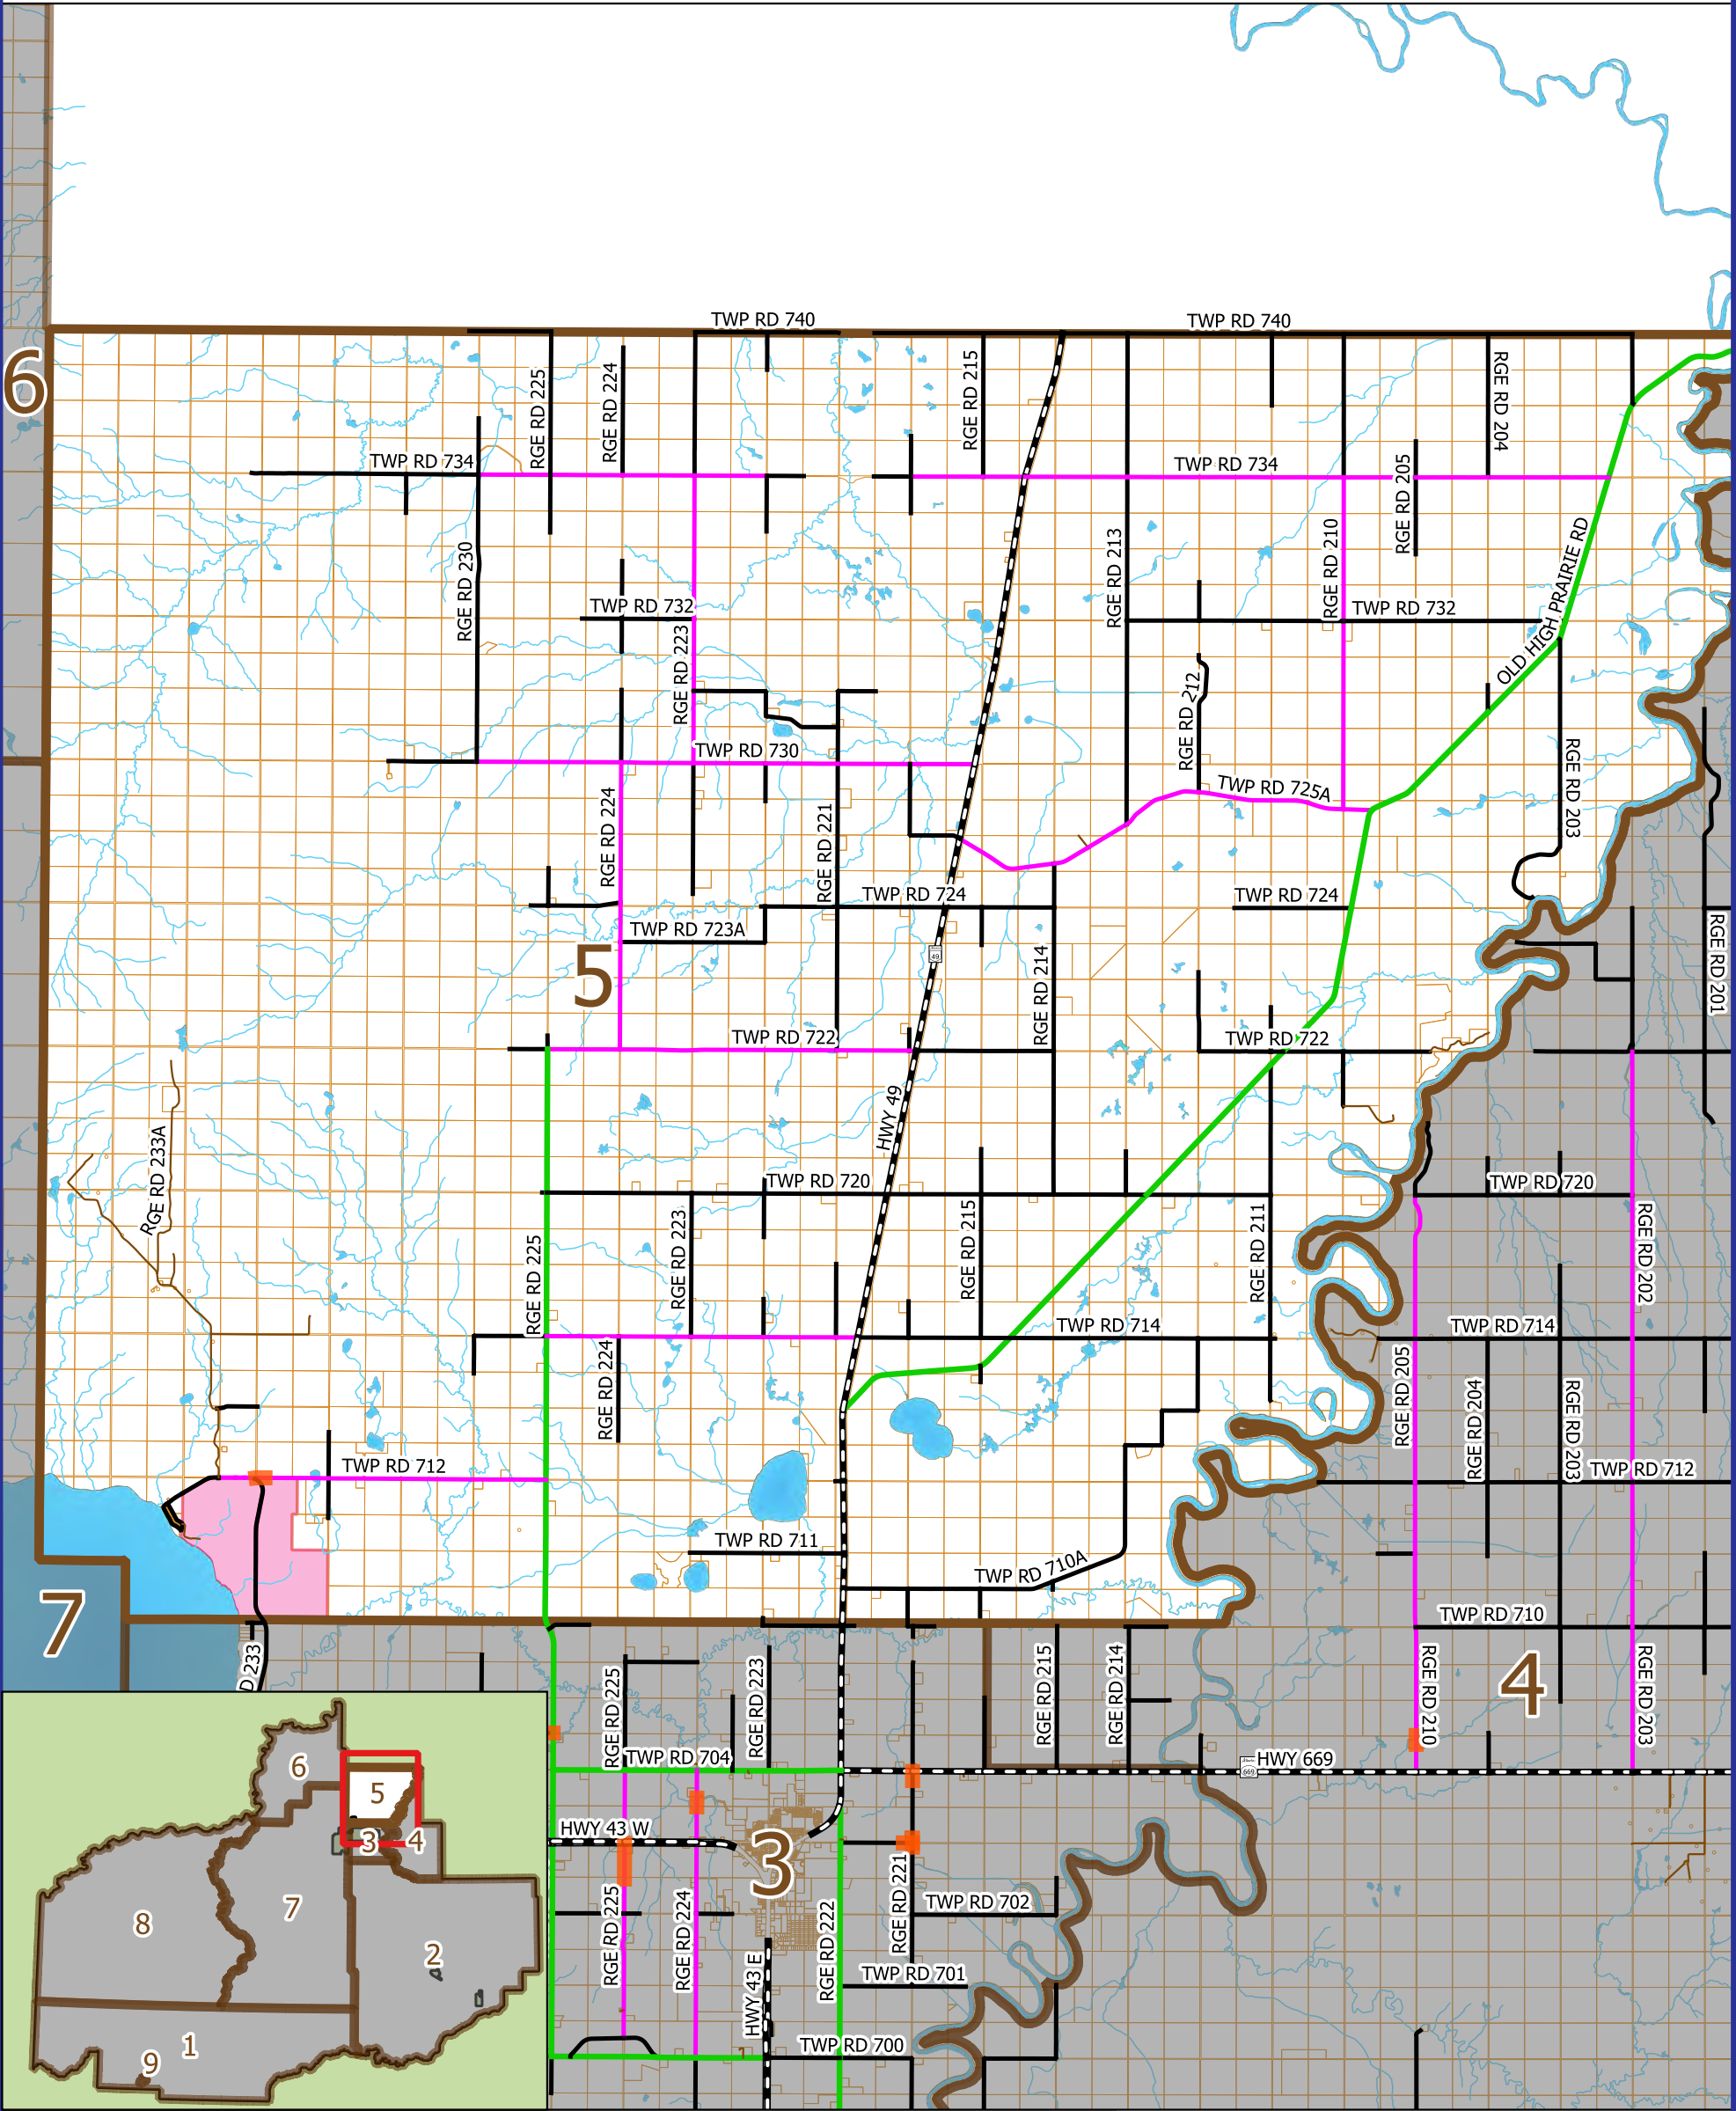 TWP RD 740
TWP RD 740
6
RGE RD 225
RGE RD 224
RGE RD 215
RGE RD 204
TWP RD 734
TWP RD 734
RGE RD 205
RGE RD 230
RGE RD 213
RGE RD 210
OLD HIGH PRAIRIE RD
TWP RD 732
TWP RD 732
RGE RD 223
RGE RD 212
TWP RD 730
RGE RD 203
TWP RD 725A
RGE RD 224
RGE RD 221
TWP RD 724
TWP RD 724
TWP RD 723A
5
49
RGE RD 214
RGE RD 201
TWP RD 722
TWP RD 722
HWY 49
RGE RD 233A
TWP RD 720
TWP RD 720
RGE RD 225
RGE RD 223
RGE RD 215
RGE RD 211
RGE RD 202
TWP RD 714
TWP RD 714
RGE RD 224
RGE RD 205
RGE RD 204
RGE RD 203
TWP RD 712
TWP RD 712
TWP RD 711
TWP RD 710A
7
TWP RD 710
D 233
RGE RD 225
RGE RD 223
RGE RD 215
RGE RD 214
RGE RD 210
4
RGE RD 203
TWP RD 704
HWY 669
669
HWY 43 W
3
RGE RD 225
RGE RD 224
RGE RD 222
RGE RD 221
TWP RD 702
TWP RD 701
HWY 43 E
TWP RD 700
6
5
3
4
7
8
2
1
9